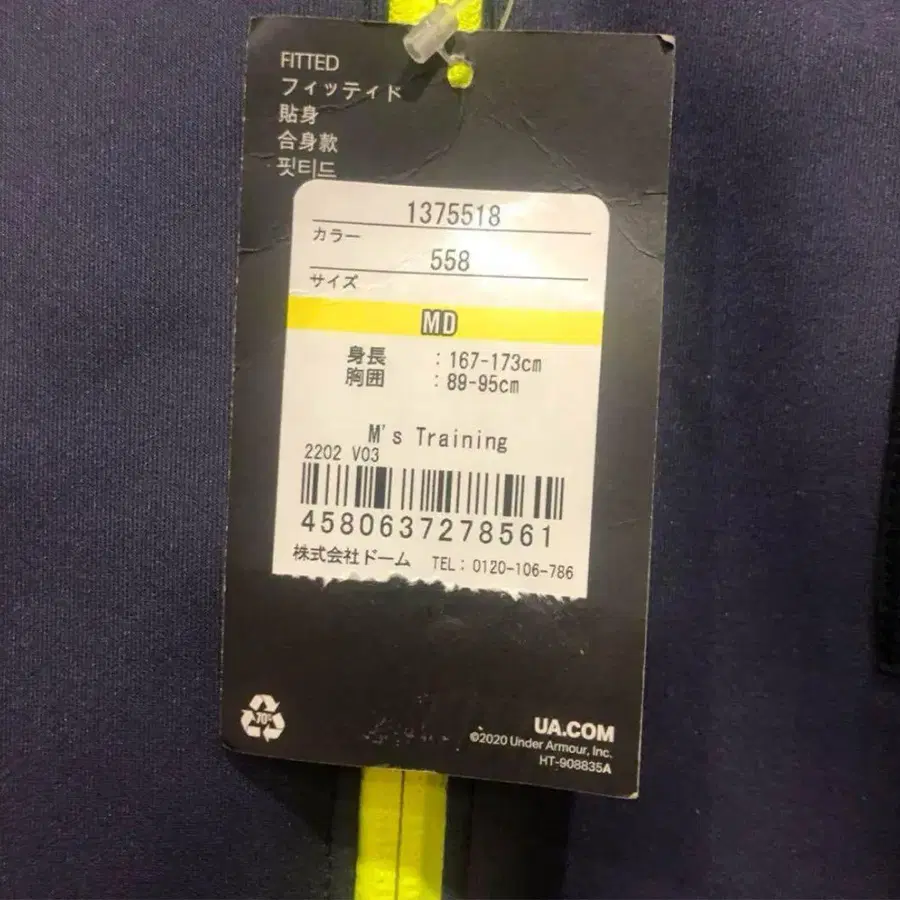 FITTED
フィッティド
貼身
合身款
핏티드
1375518
カラー
558
サイズ
MD
身長 : 167-173cm
胸囲 : 89-95cm
M's Training
2202 V03
4580637278561
株式会社ドーム TEL: 0120-106-786
70%
UA.COM
©2020 Under Armour, Inc.
HT-908835A